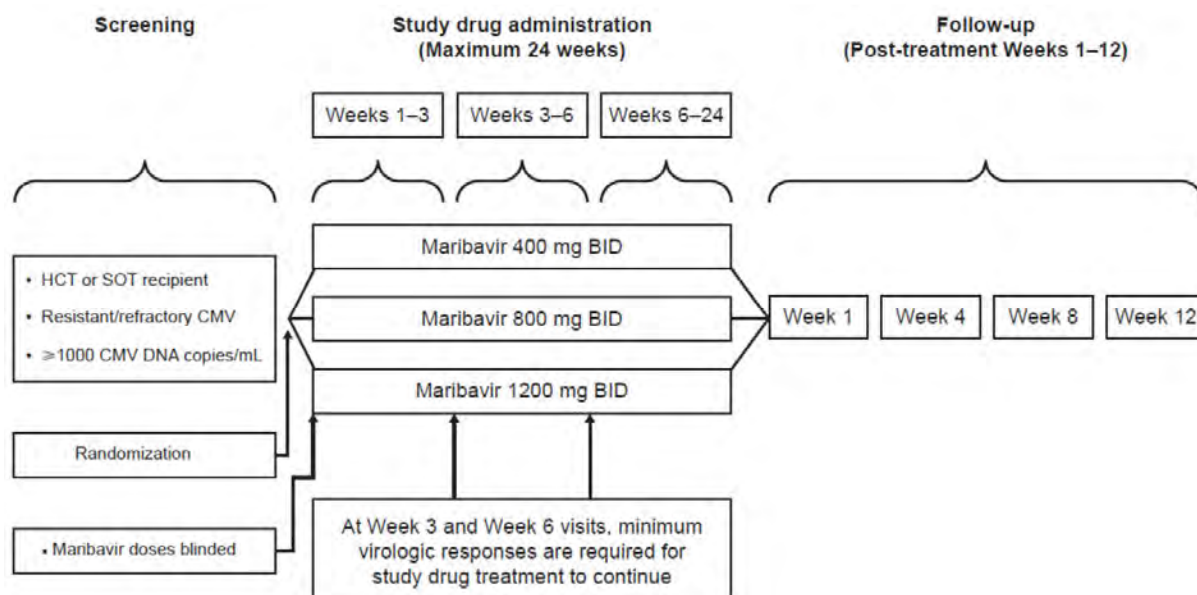 Screening
Study drug administration
(Maximum 24 weeks)
Follow-up
(Post-treatment Weeks 1–12)
Weeks 1–3
Weeks 3–6
Weeks 6–24
• HCT or SOT recipient
• Resistant/refractory CMV
• ⩾1000 CMV DNA copies/mL
Randomization
▪ Maribavir doses blinded
Maribavir 400 mg BID
Maribavir 800 mg BID
Maribavir 1200 mg BID
At Week 3 and Week 6 visits, minimum
virologic responses are required for
study drug treatment to continue
Week 1
Week 4
Week 8
Week 12